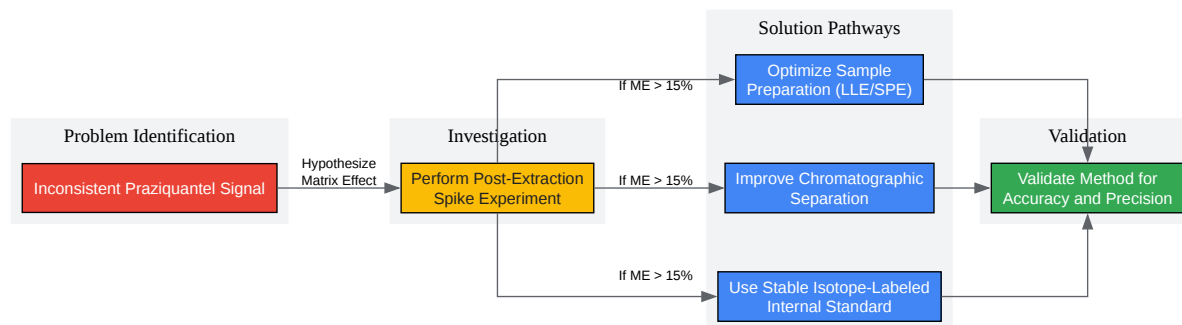 Problem Identification
Inconsistent Praziquantel Signal
Hypothesize
Matrix Effect
Investigation
Perform Post-Extraction
Spike Experiment
If ME > 15%
If ME > 15%
If ME > 15%
Solution Pathways
Optimize Sample
Preparation (LLE/SPE)
Improve Chromatographic
Separation
Use Stable Isotope-Labeled
Internal Standard
Validation
Validate Method for
Accuracy and Precision